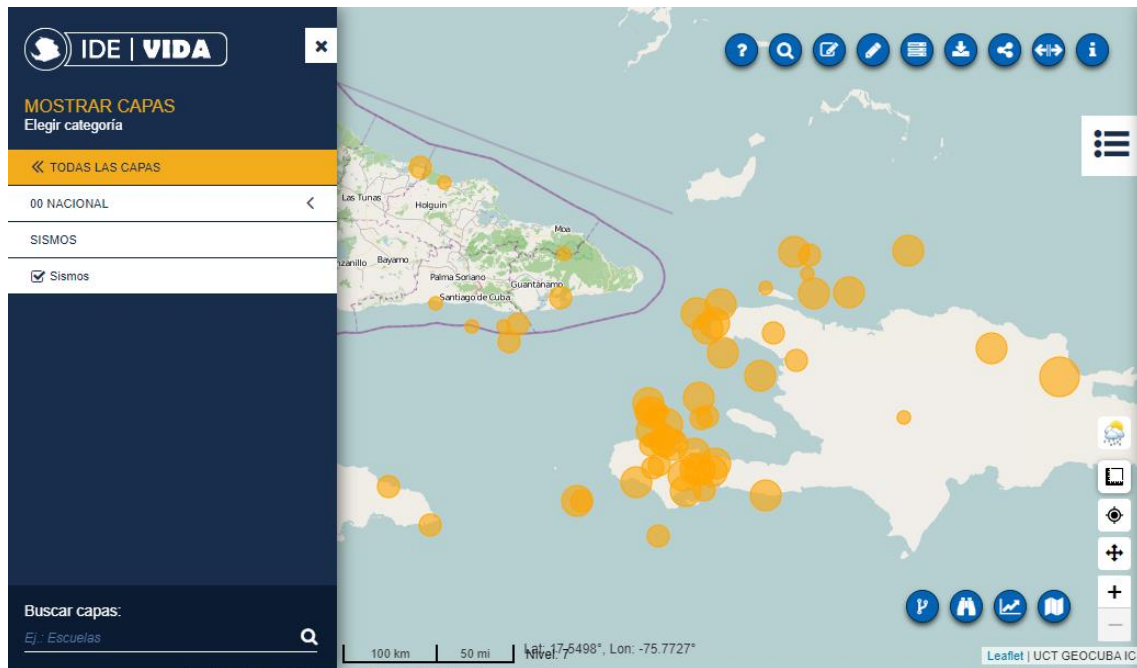 IDE | VIDA
MOSTRAR CAPAS
Elegir categoría
TODAS LAS CAPAS
00 NACIONAL
SISMOS
Sismos
Buscar capas:
Ej.: Escuelas
Las Tunas
Holguín
Moa
Bayamo
Palma Soriano
Guantánamo
Santiago de Cuba
100 km
50 mi
Lat: 17.5498°, Lon: -75.7727°
Nivel: 7
Leaflet | UCT GEOCUBA IC